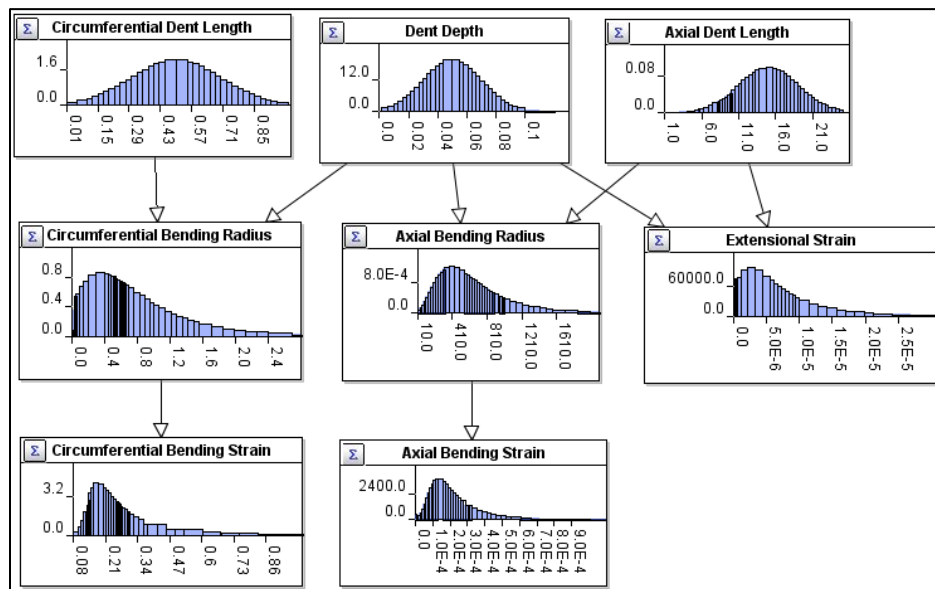 Σ Circumferential Dent Length
1.6
0.0
0.01 0.15 0.29 0.43 0.57 0.71 0.85
Σ Dent Depth
12.0
0.0
0.0 0.02 0.04 0.06 0.08 0.1
Σ Axial Dent Length
0.08
0.0
1.0 6.0 11.0 16.0 21.0
Σ Circumferential Bending Radius
0.8
0.4
0.0
0.0 0.4 0.8 1.2 1.6 2.0 2.4
Σ Axial Bending Radius
8.0E-4
0.0
10.0 410.0 810.0 1210.0 1610.0
Σ Extensional Strain
60000.0
0.0
0.0 5.0E-6 1.0E-5 1.5E-5 2.0E-5 2.5E-5
Σ Circumferential Bending Strain
3.2
0.0
0.08 0.21 0.34 0.47 0.6 0.73 0.86
Σ Axial Bending Strain
2400.0
0.0
0.0 1.0E-4 2.0E-4 3.0E-4 4.0E-4 5.0E-4 6.0E-4 7.0E-4 8.0E-4 9.0E-4